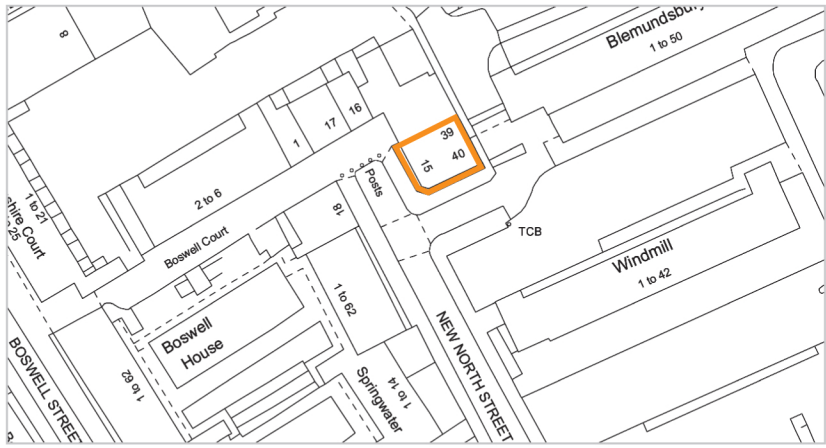 8
Blemundsbury
1 to 50
16
17
1
39
40
15
2 to 6
Posts
1 to 21
shire Court
o 25
Boswell Court
18
TCB
Windmill
1 to 42
1 to 62
Boswell
House
NEW NORTH STREET
BOSWELL STREET
1 to 62
Springwater
1 to 14